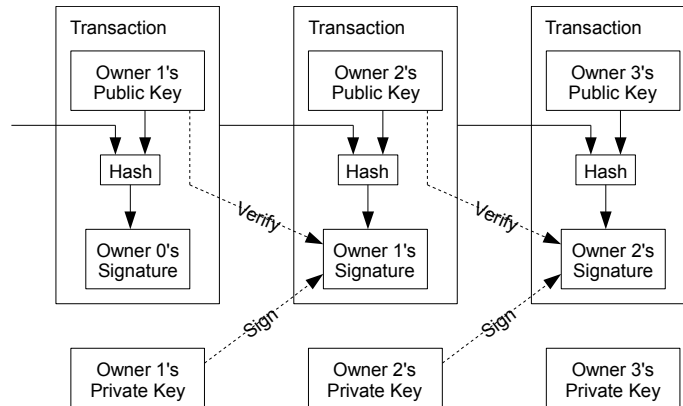 Transaction
Owner 1's
Public Key
Hash
Owner 0's
Signature
Transaction
Owner 2's
Public Key
Hash
Verify
Owner 1's
Signature
Transaction
Owner 3's
Public Key
Hash
Verify
Owner 2's
Signature
Owner 1's
Private Key
Sign
Owner 2's
Private Key
Sign
Owner 3's
Private Key